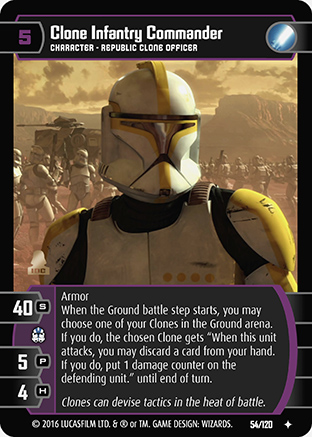 5
Clone Infantry Commander
CHARACTER - REPUBLIC CLONE OFFICER
40 S
5 P
4 H
Armor
When the Ground battle step starts, you may
choose one of your Clones in the Ground arena.
If you do, the chosen Clone gets "When this unit
attacks, you may discard a card from your hand.
If you do, put 1 damage counter on the
defending unit." until end of turn.
Clones can devise tactics in the heat of battle.
© 2016 LUCASFILM LTD. & ® or TM. GAME DESIGN: WIZARDS.
54/120